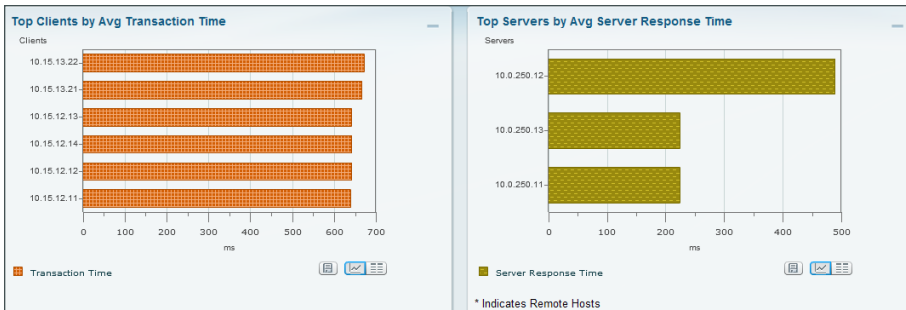 Top Clients by Avg Transaction Time
Clients
10.15.13.22
10.15.13.21
10.15.12.13
10.15.12.14
10.15.12.12
10.15.12.11
0 100 200 300 400 500 600 700
ms
Transaction Time
Top Servers by Avg Server Response Time
Servers
10.0.250.12
10.0.250.13
10.0.250.11
0 100 200 300 400 500
ms
Server Response Time
* Indicates Remote Hosts